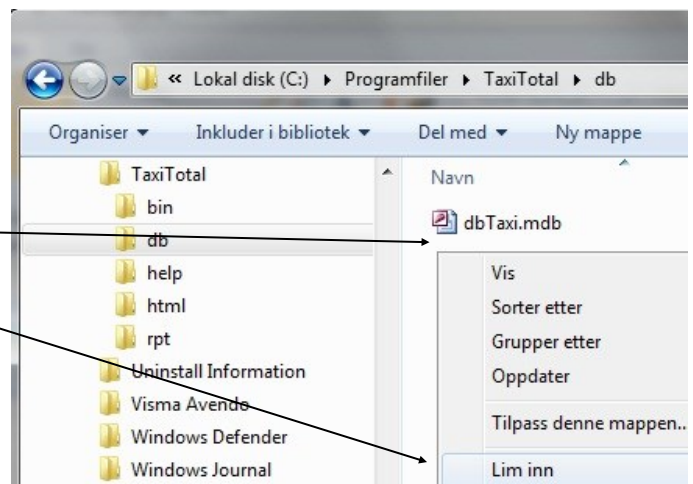 « Lokal disk (C:) ▸ Programfiler ▸ TaxiTotal ▸ db
Organiser Inkluder i bibliotek Del med Ny mappe
TaxiTotal
bin
db
help
html
rpt
Uninstall Information
Visma Avendo
Windows Defender
Windows Journal
Navn
dbTaxi.mdb
Vis
Sorter etter
Grupper etter
Oppdater
Tilpass denne mappen..
Lim inn